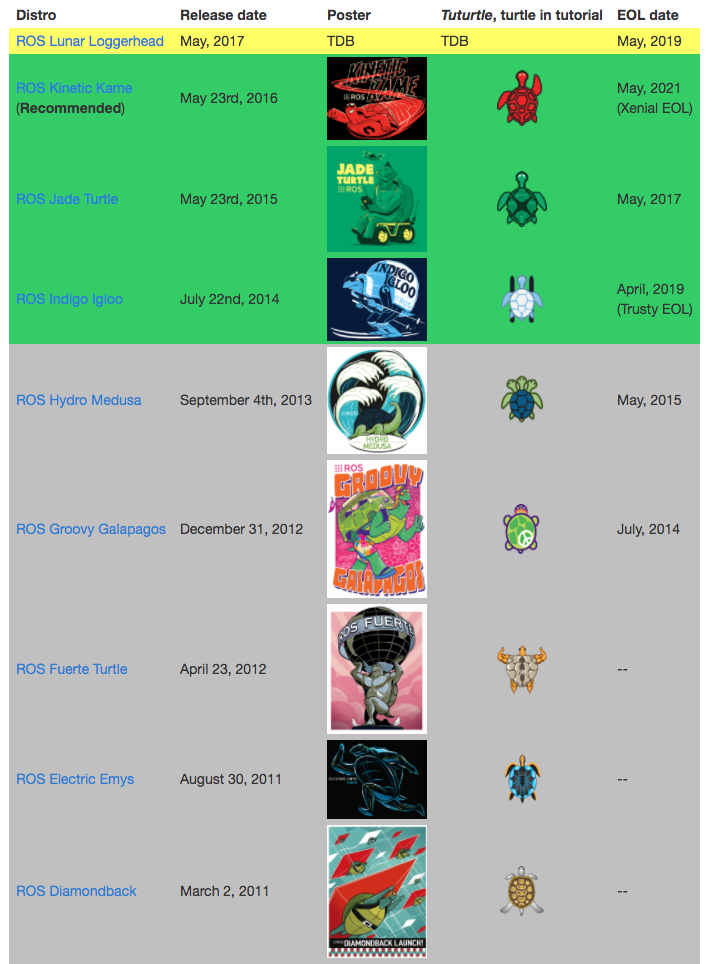 Distro Release date Poster Tuturtle, turtle in tutorial EOL date
ROS Lunar Loggerhead May, 2017 TDB TDB May, 2019
ROS Kinetic Kame
(Recommended)
May 23rd, 2016
KINETIC
KAME
ROS
May, 2021
(Xenial EOL)
ROS Jade Turtle May 23rd, 2015
JADE
TURTLE
ROS
May, 2017
ROS Indigo Igloo July 22nd, 2014
INDIGO
IGLOO
ROS
April, 2019
(Trusty EOL)
ROS Hydro Medusa September 4th, 2013
HYDRO
MEDUSA
May, 2015
ROS Groovy Galapagos December 31, 2012
ROS
GROOVY
GALAPAGOS
July, 2014
ROS Fuerte Turtle April 23, 2012
ROS FUERTE
--
ROS Electric Emys August 30, 2011
ELECTRIC EMYS
--
ROS Diamondback March 2, 2011
DIAMONDBACK LAUNCH!
--